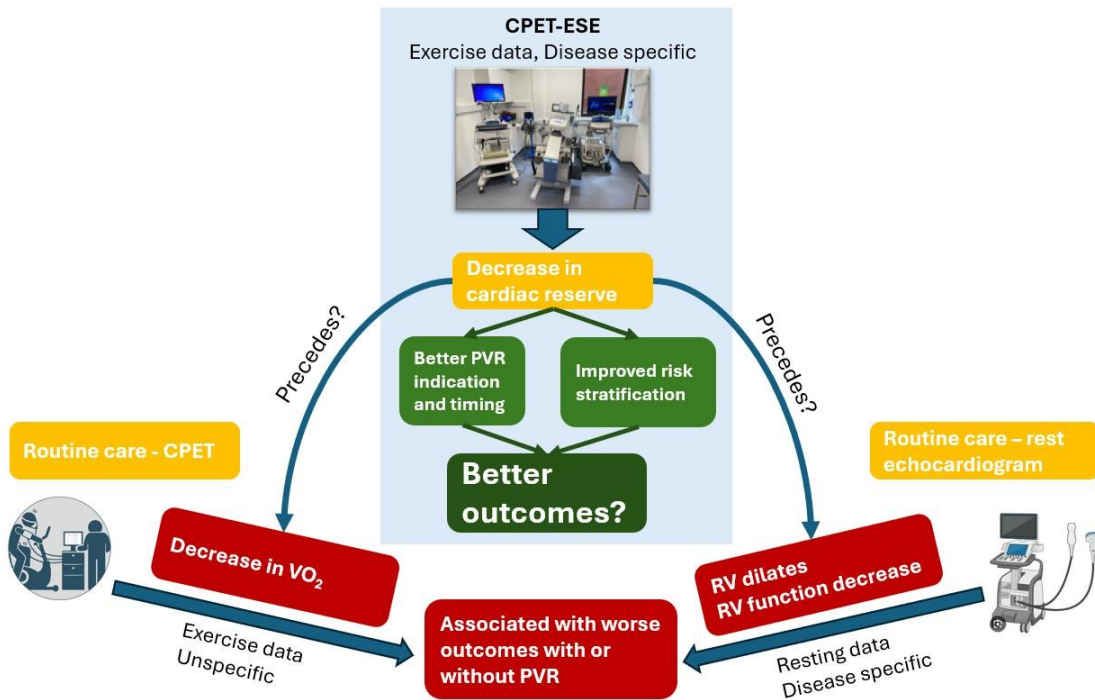 CPET-ESE
Exercise data, Disease specific
Decrease in
cardiac reserve
Precedes?
Precedes?
Better PVR
indication
and timing
Improved risk
stratification
Routine care - CPET
Routine care – rest
echocardiogram
Better
outcomes?
Decrease in VO₂
RV dilates
RV function decrease
Associated with worse
outcomes with or
without PVR
Exercise data
Unspecific
Resting data
Disease specific